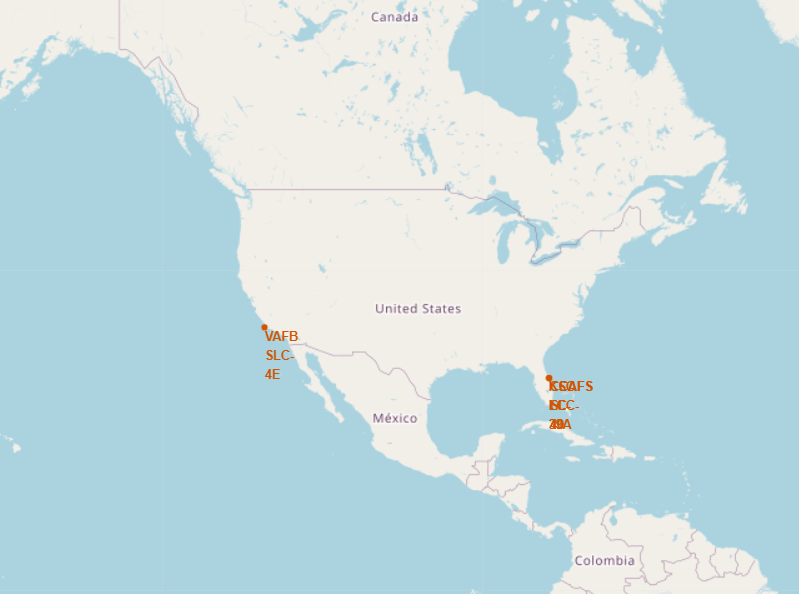 Canada
United States
VAFB
SLC-
4E
México
Colombia